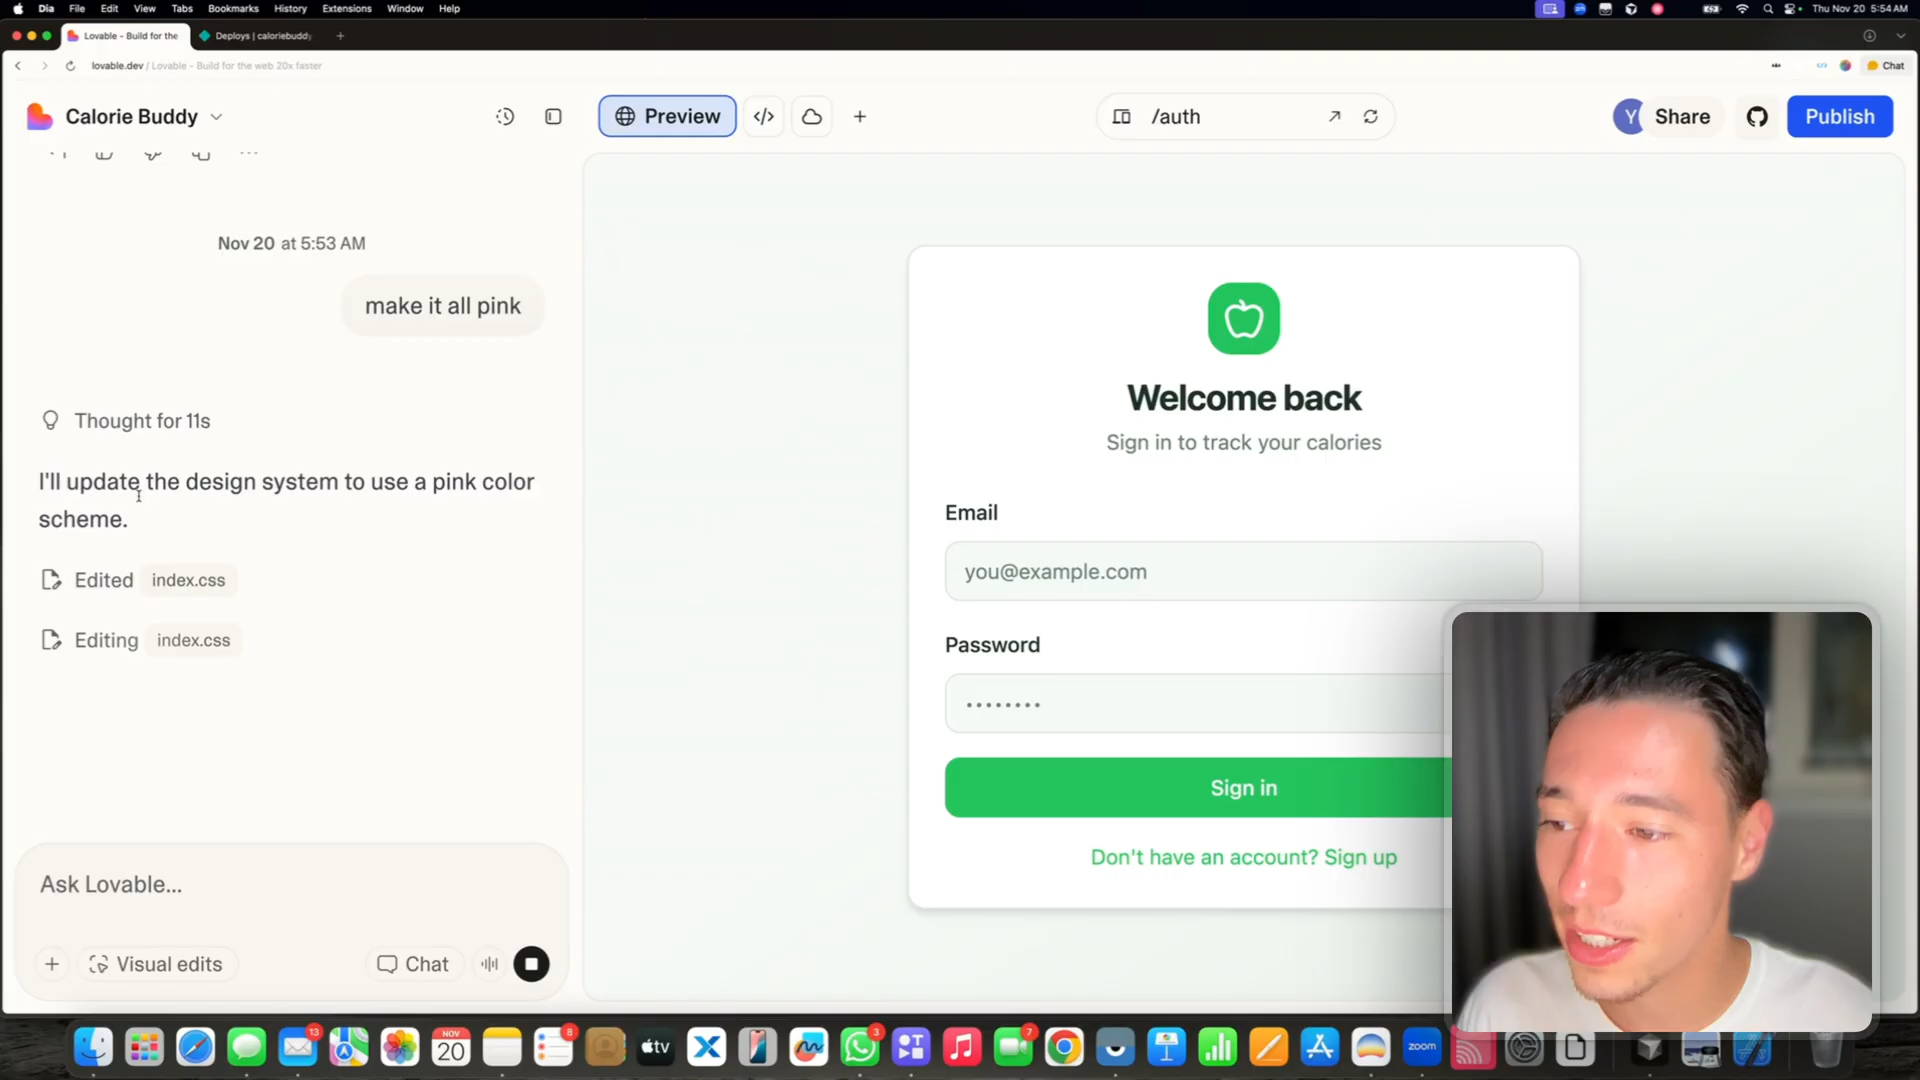 Dia File Edit View Tabs Bookmarks History Extensions Window Help
Thu Nov 20 5:54 AM
Lovable - Build for the
Deploys | caloriebuddy
lovable.dev / Lovable - Build for the web 20x faster
Chat
Calorie Buddy
Preview
/auth
Y
Share
Publish
Nov 20 at 5:53 AM
make it all pink
Thought for 11s
I'll update the design system to use a pink color
scheme.
Edited index.css
Editing index.css
Ask Lovable...
Visual edits
Chat
Welcome back
Sign in to track your calories
Email
you@example.com
Password
Sign in
Don't have an account? Sign up
13
NOV
20
8
tv
3
7
zoom